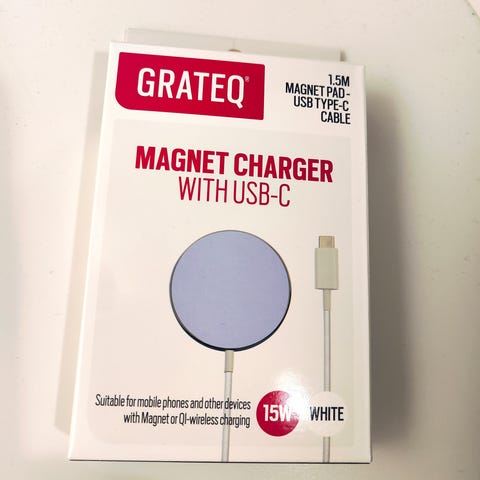 GRATEQ®
1.5M
MAGNET PAD-
USB TYPE-C
CABLE
MAGNET CHARGER
WITH USB-C
Suitable for mobile phones and other devices
with Magnet or QI-wireless charging
15W
WHITE